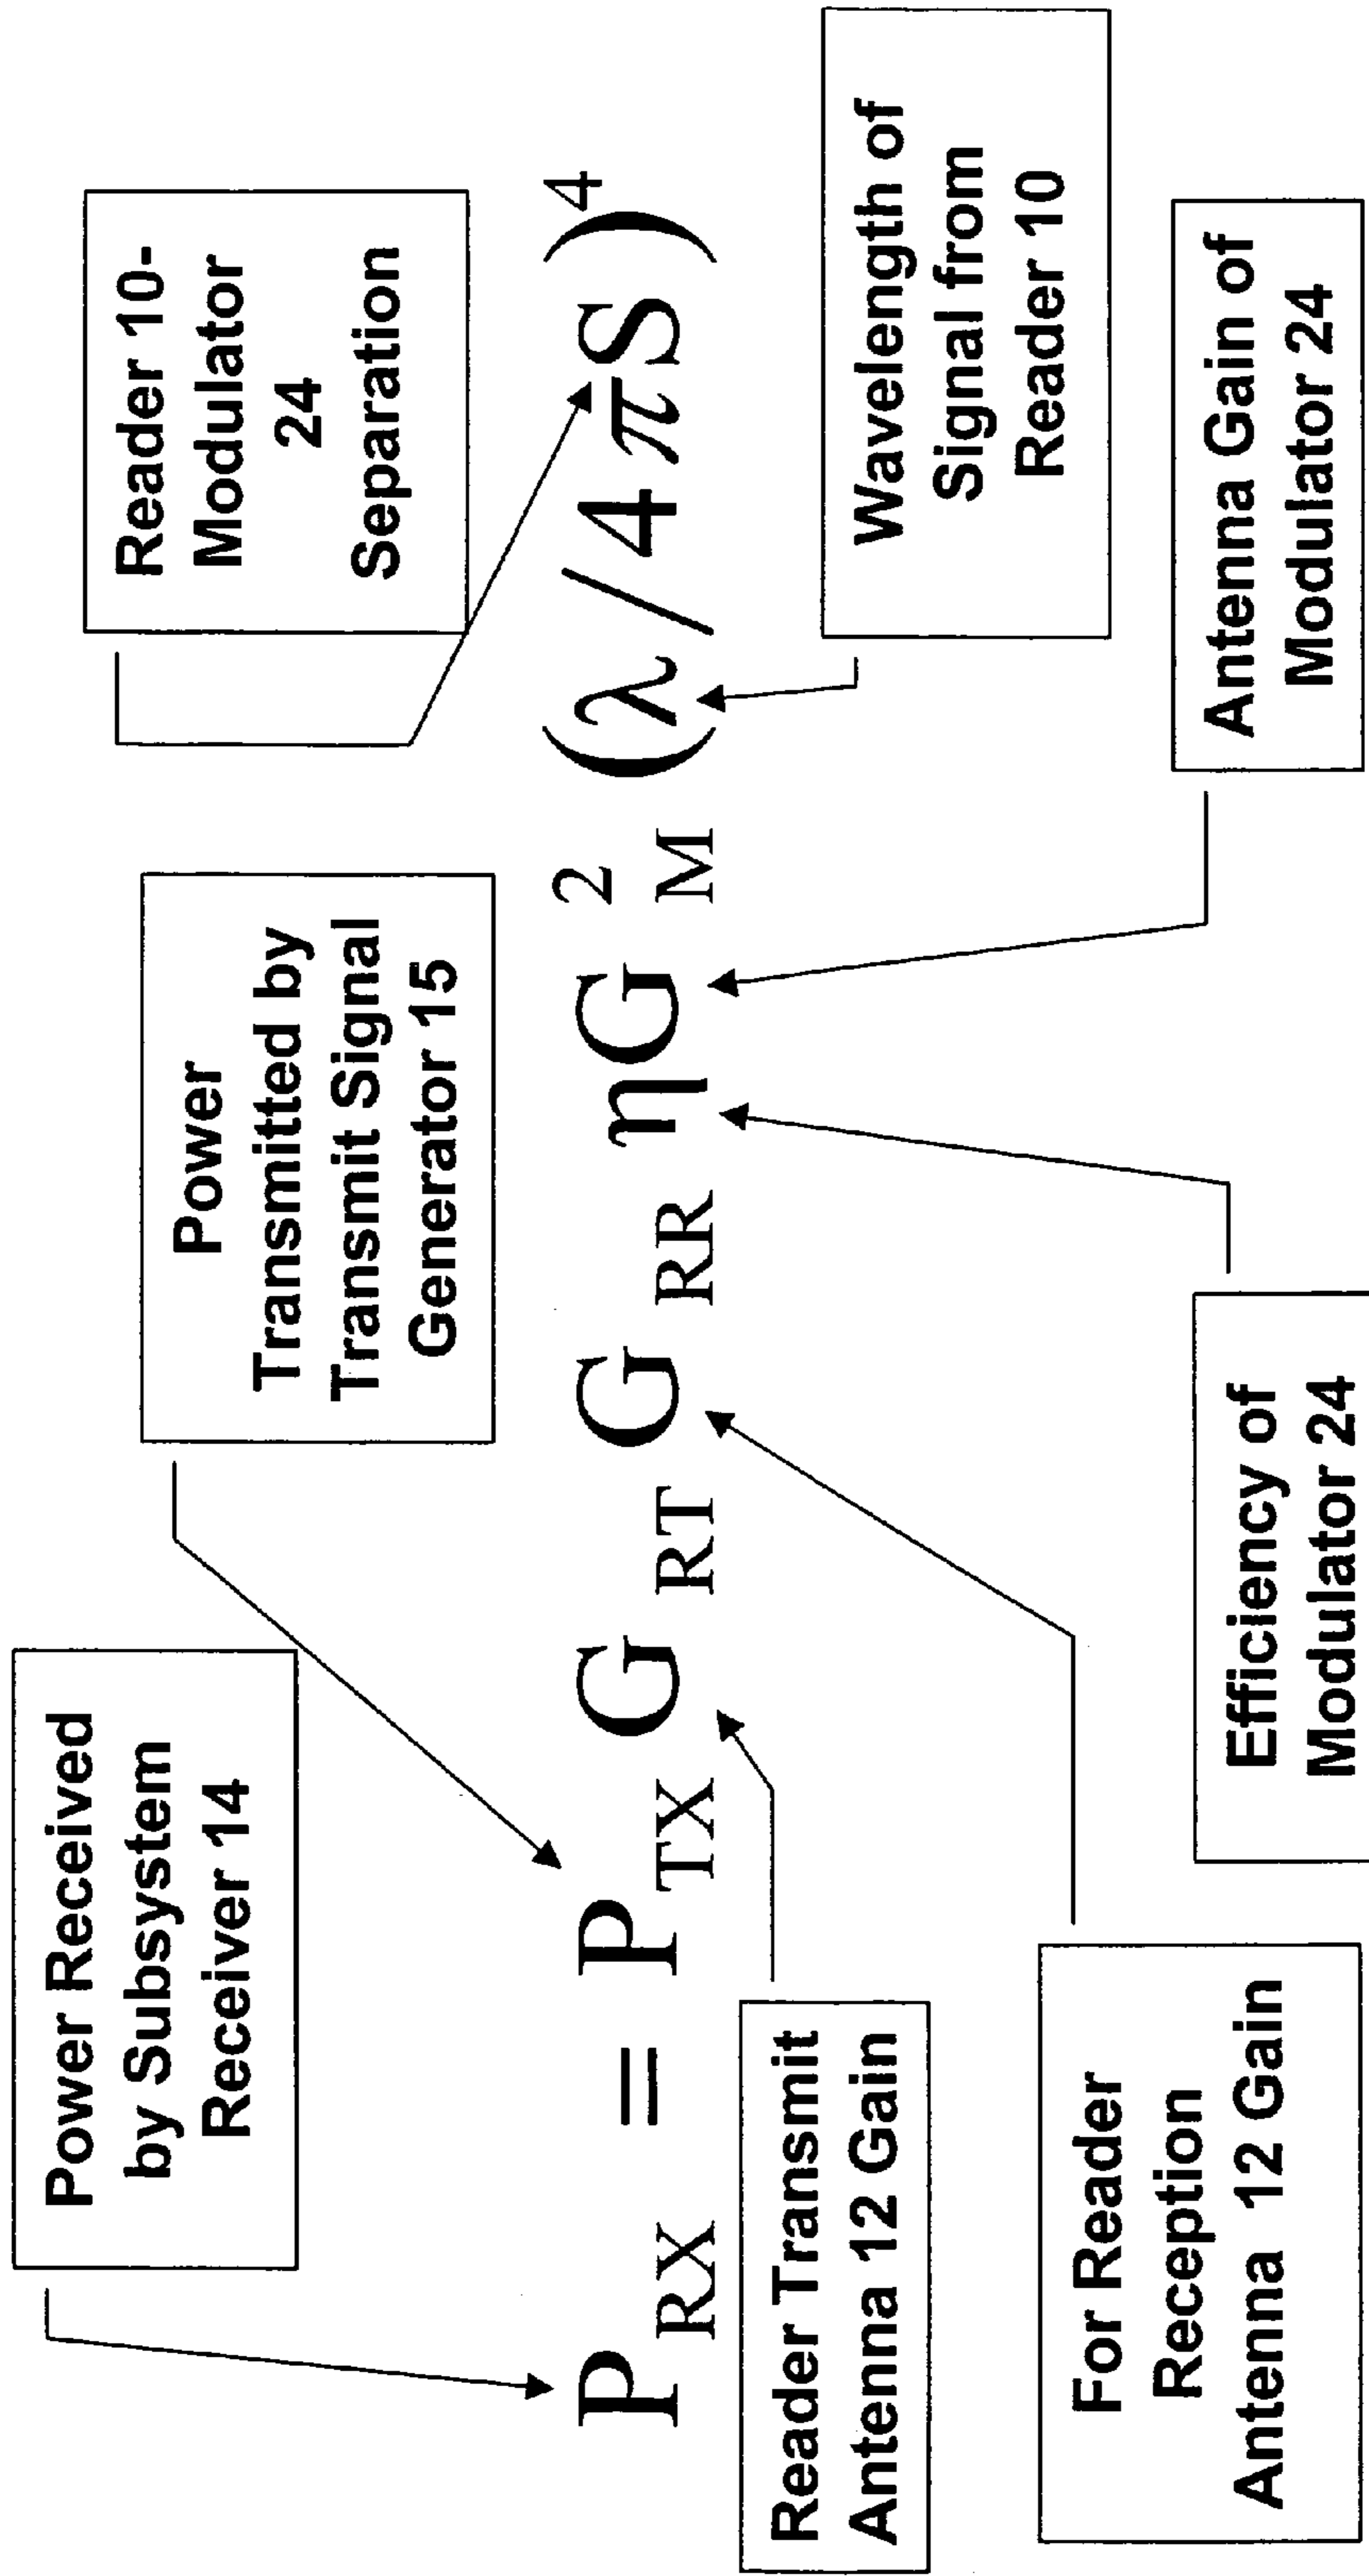 Power Received
by Subsystem
Receiver 14
Power
Transmitted by
Transmit Signal
Generator 15
Reader 10-
Modulator
24
Separation
P_RX = P_TX G_RT G_RR ηG_M^2 (λ/4πS)^4
Reader Transmit
Antenna 12 Gain
For Reader
Reception
Antenna 12 Gain
Efficiency of
Modulator 24
Antenna Gain of
Modulator 24
Wavelength of
Signal from
Reader 10